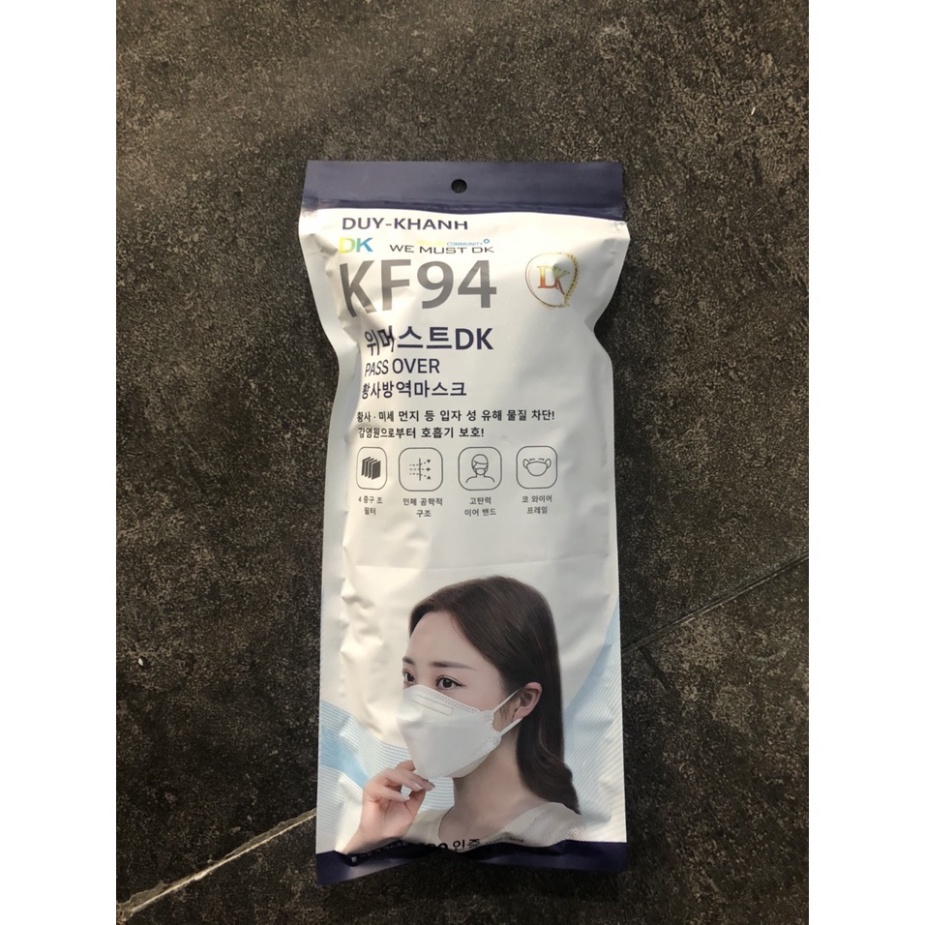 DUY-KHANH
DK COMMUNITY
WE MUST DK
KF94
DK
위머스트DK
PASS OVER
황사방역마스크
황사 · 미세 먼지 등 입자 성 유해 물질 차단!
감염원으로부터 호흡기 보호!
4 중구 조
필터
인체 공학적
구조
고탄력
이어 밴드
코 와이어
프레임
인증